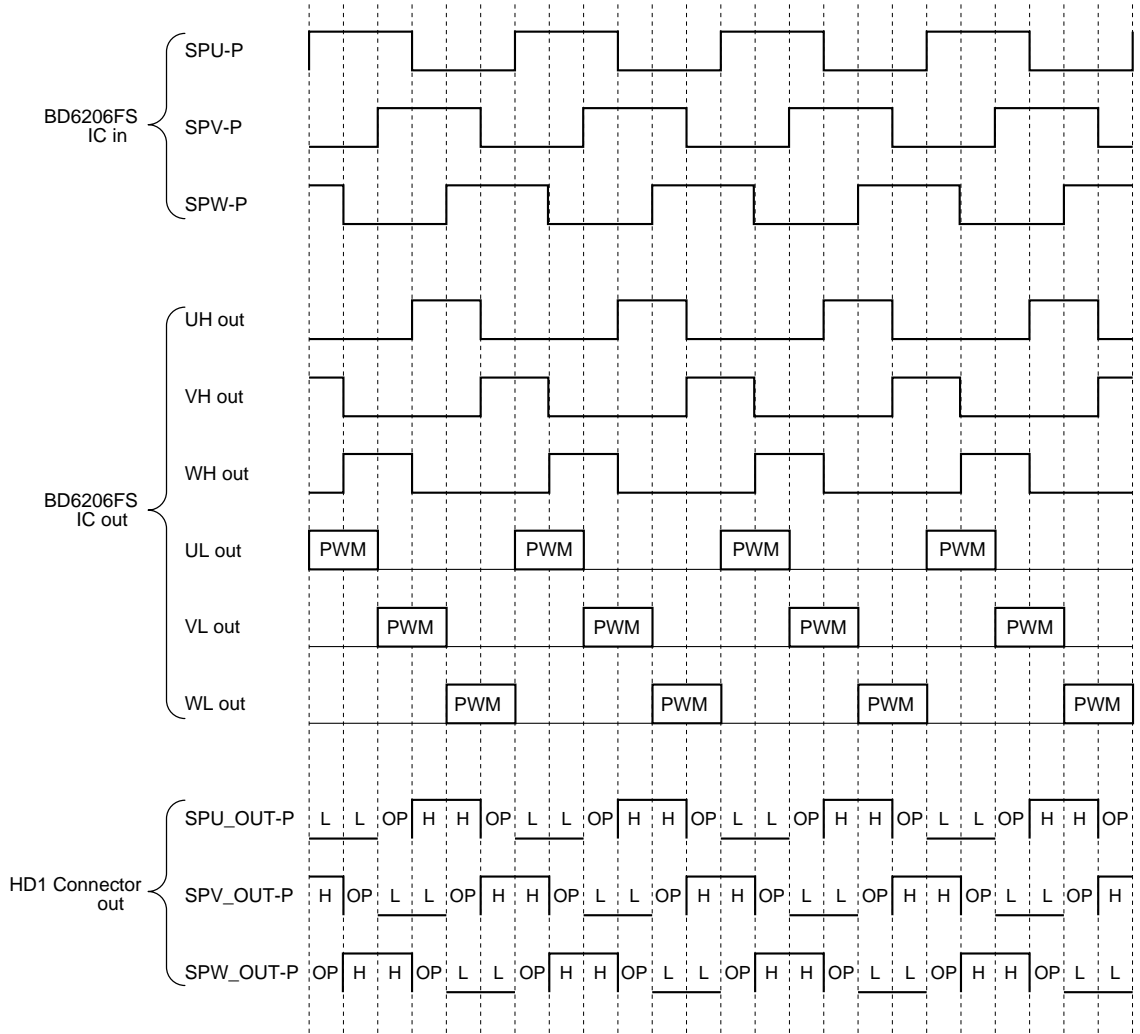 SPU-P
BD6206FS
IC in
SPV-P
SPW-P
UH out
VH out
WH out
BD6206FS
IC out
UL out PWM PWM PWM PWM
VL out PWM PWM PWM PWM
WL out PWM PWM PWM PWM
SPU_OUT-P L L OP H H OP L L OP H H OP L L OP H H OP L L OP H H OP
HD1 Connector
out
SPV_OUT-P H OP L L OP H H OP L L OP H H OP L L OP H H OP L L OP H
SPW_OUT-P OP H H OP L L OP H H OP L L OP H H OP L L OP H H OP L L